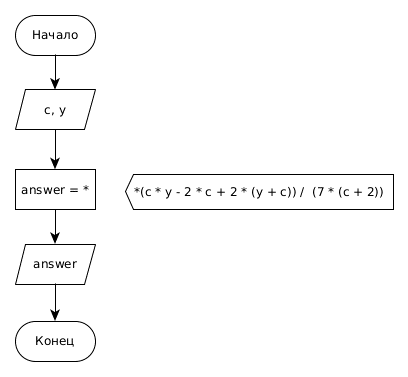 Начало
c, y
answer = *
*(c * y - 2 * c + 2 * (y + c)) / (7 * (c + 2))
answer
Конец